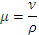 μ = ν/ρ